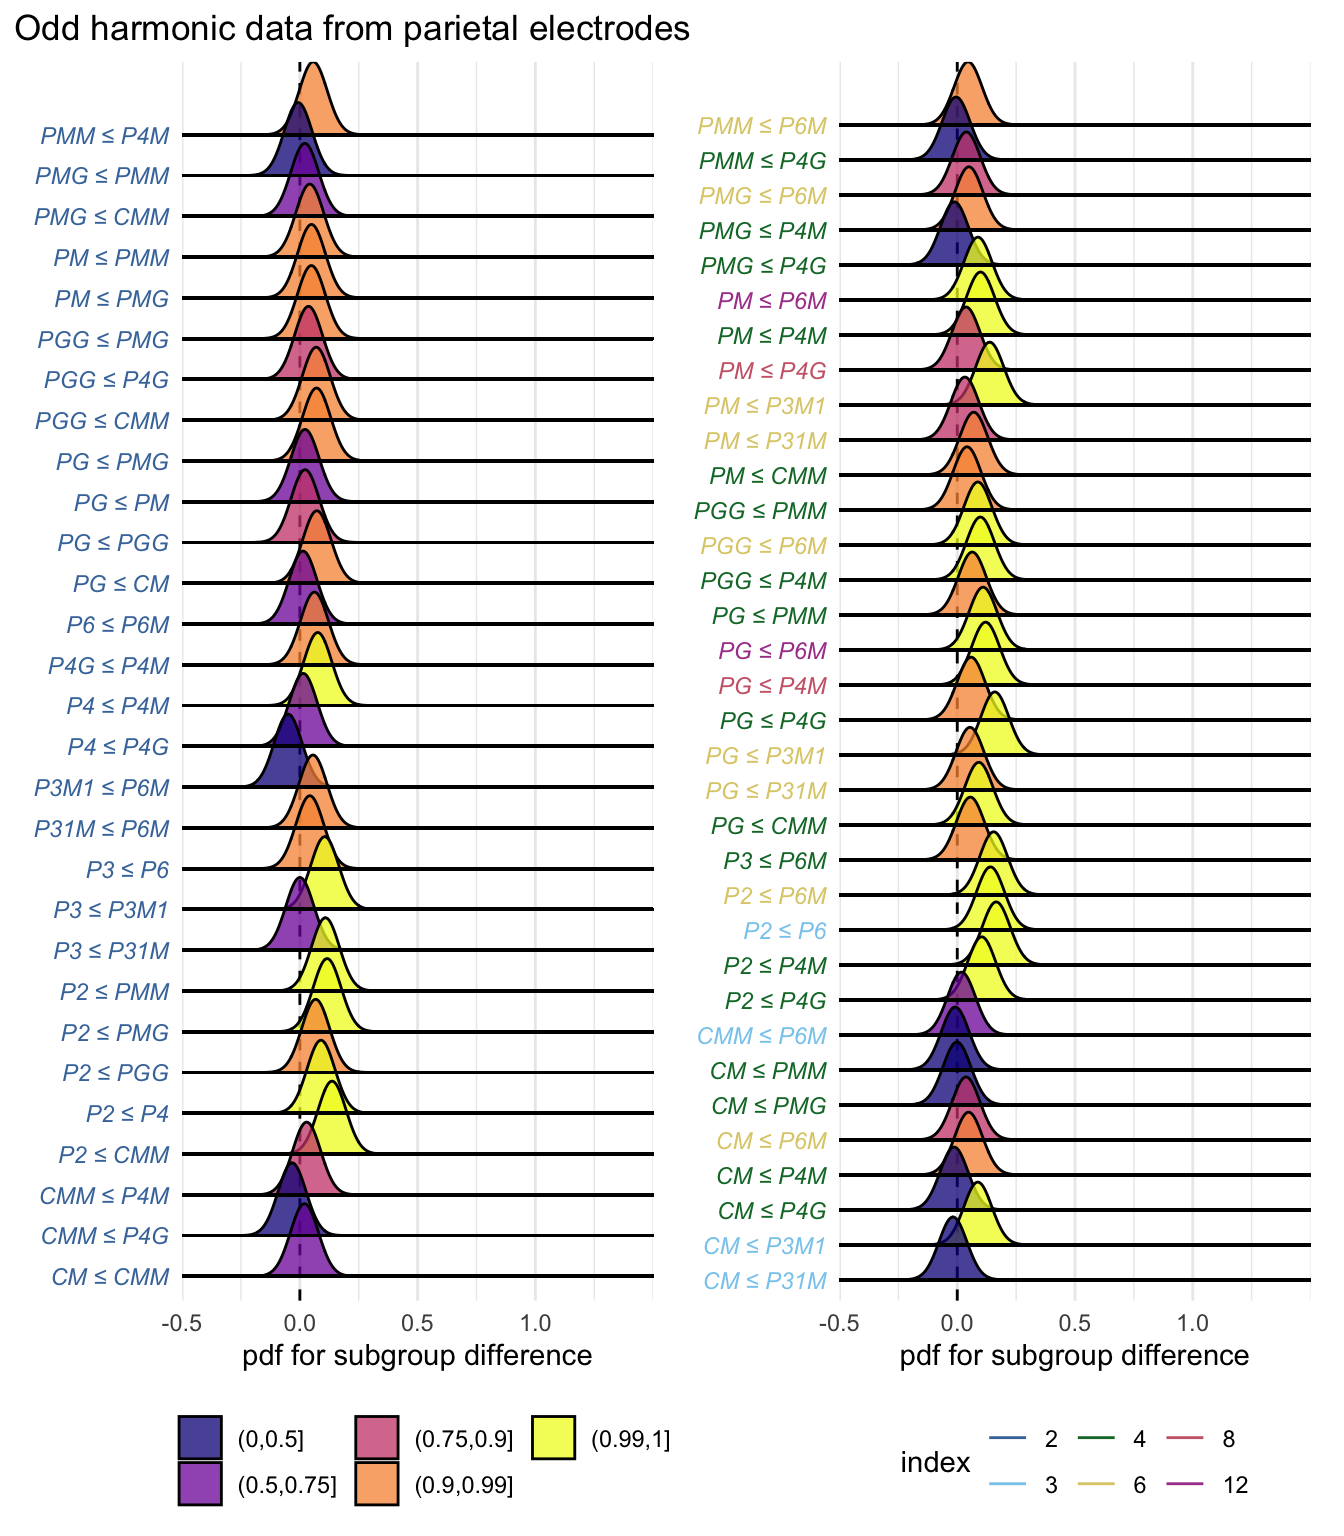 Odd harmonic data from parietal electrodes
PMM ≤ P4M
PMG ≤ PMM
PMG ≤ CMM
PM ≤ PMM
PM ≤ PMG
PGG ≤ PMG
PGG ≤ P4G
PGG ≤ CMM
PG ≤ PMG
PG ≤ PM
PG ≤ PGG
PG ≤ CM
P6 ≤ P6M
P4G ≤ P4M
P4 ≤ P4M
P4 ≤ P4G
P3M1 ≤ P6M
P31M ≤ P6M
P3 ≤ P6
P3 ≤ P3M1
P3 ≤ P31M
P2 ≤ PMM
P2 ≤ PMG
P2 ≤ PGG
P2 ≤ P4
P2 ≤ CMM
CMM ≤ P4M
CMM ≤ P4G
CM ≤ CMM
-0.5 0.0 0.5 1.0
pdf for subgroup difference
PMM ≤ P6M
PMM ≤ P4G
PMG ≤ P6M
PMG ≤ P4M
PMG ≤ P4G
PM ≤ P6M
PM ≤ P4M
PM ≤ P4G
PM ≤ P3M1
PM ≤ P31M
PM ≤ CMM
PGG ≤ PMM
PGG ≤ P6M
PGG ≤ P4M
PG ≤ PMM
PG ≤ P6M
PG ≤ P4M
PG ≤ P4G
PG ≤ P3M1
PG ≤ P31M
PG ≤ CMM
P3 ≤ P6M
P2 ≤ P6M
P2 ≤ P6
P2 ≤ P4M
P2 ≤ P4G
CMM ≤ P6M
CM ≤ PMM
CM ≤ PMG
CM ≤ P6M
CM ≤ P4M
CM ≤ P4G
CM ≤ P3M1
CM ≤ P31M
-0.5 0.0 0.5 1.0
pdf for subgroup difference
(0,0.5] (0.75,0.9] (0.99,1]
(0.5,0.75] (0.9,0.99]
index
2 4 8
3 6 12